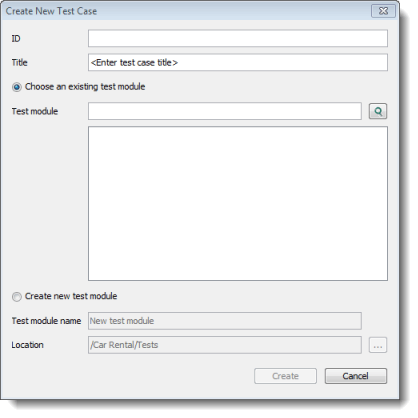 Create New Test Case
ID
Title <Enter test case title>
Choose an existing test module
Test module
Create new test module
Test module name New test module
Location /Car Rental/Tests ...
Create Cancel